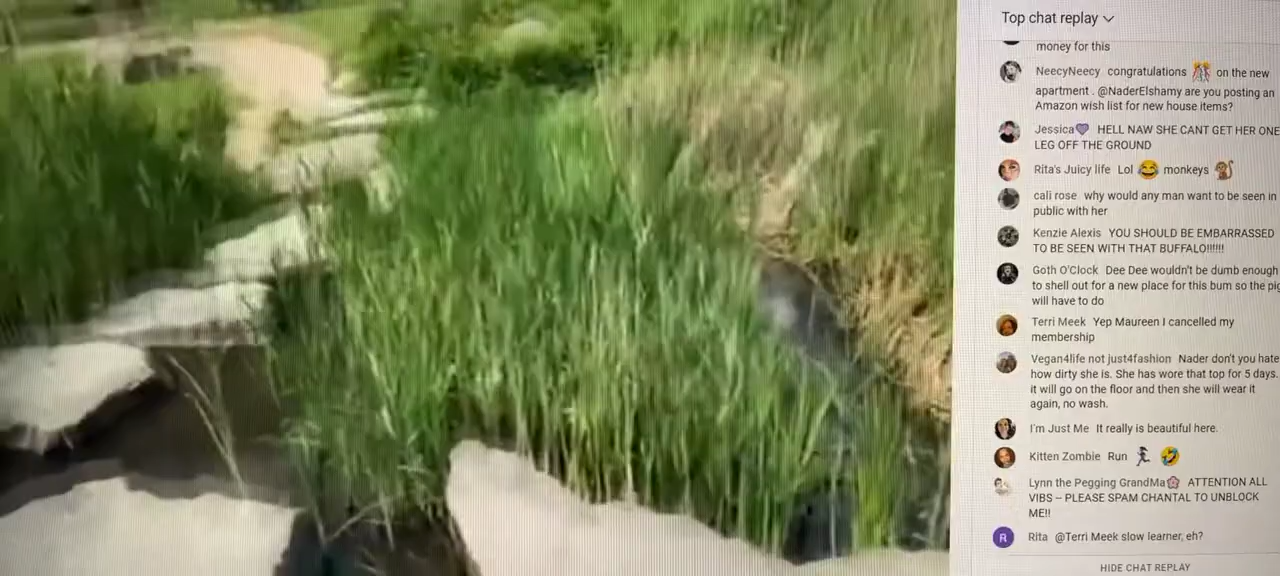 Top chat replay
money for this
NeecyNeecy congratulations 🎊 on the new
apartment . @NaderElshamy are you posting an
Amazon wish list for new house items?
Jessica💜 HELL NAW SHE CANT GET HER ONE
LEG OFF THE GROUND
Rita's Juicy life Lol 😂 monkeys 🐒
cali rose why would any man want to be seen in
public with her
Kenzie Alexis YOU SHOULD BE EMBARRASSED
TO BE SEEN WITH THAT BUFFALO!!!!!!
Goth O'Clock Dee Dee wouldn't be dumb enough
to shell out for a new place for this bum so the pig
will have to do
Terri Meek Yep Maureen I cancelled my
membership
Vegan4life not just4fashion Nader don't you hate
how dirty she is. She has wore that top for 5 days.
it will go on the floor and then she will wear it
again, no wash.
I'm Just Me It really is beautiful here.
Kitten Zombie Run 🏃 🤣
Lynn the Pegging GrandMa🌸 ATTENTION ALL
VIBS – PLEASE SPAM CHANTAL TO UNBLOCK
ME!!
R Rita @Terri Meek slow learner, eh?
HIDE CHAT REPLAY